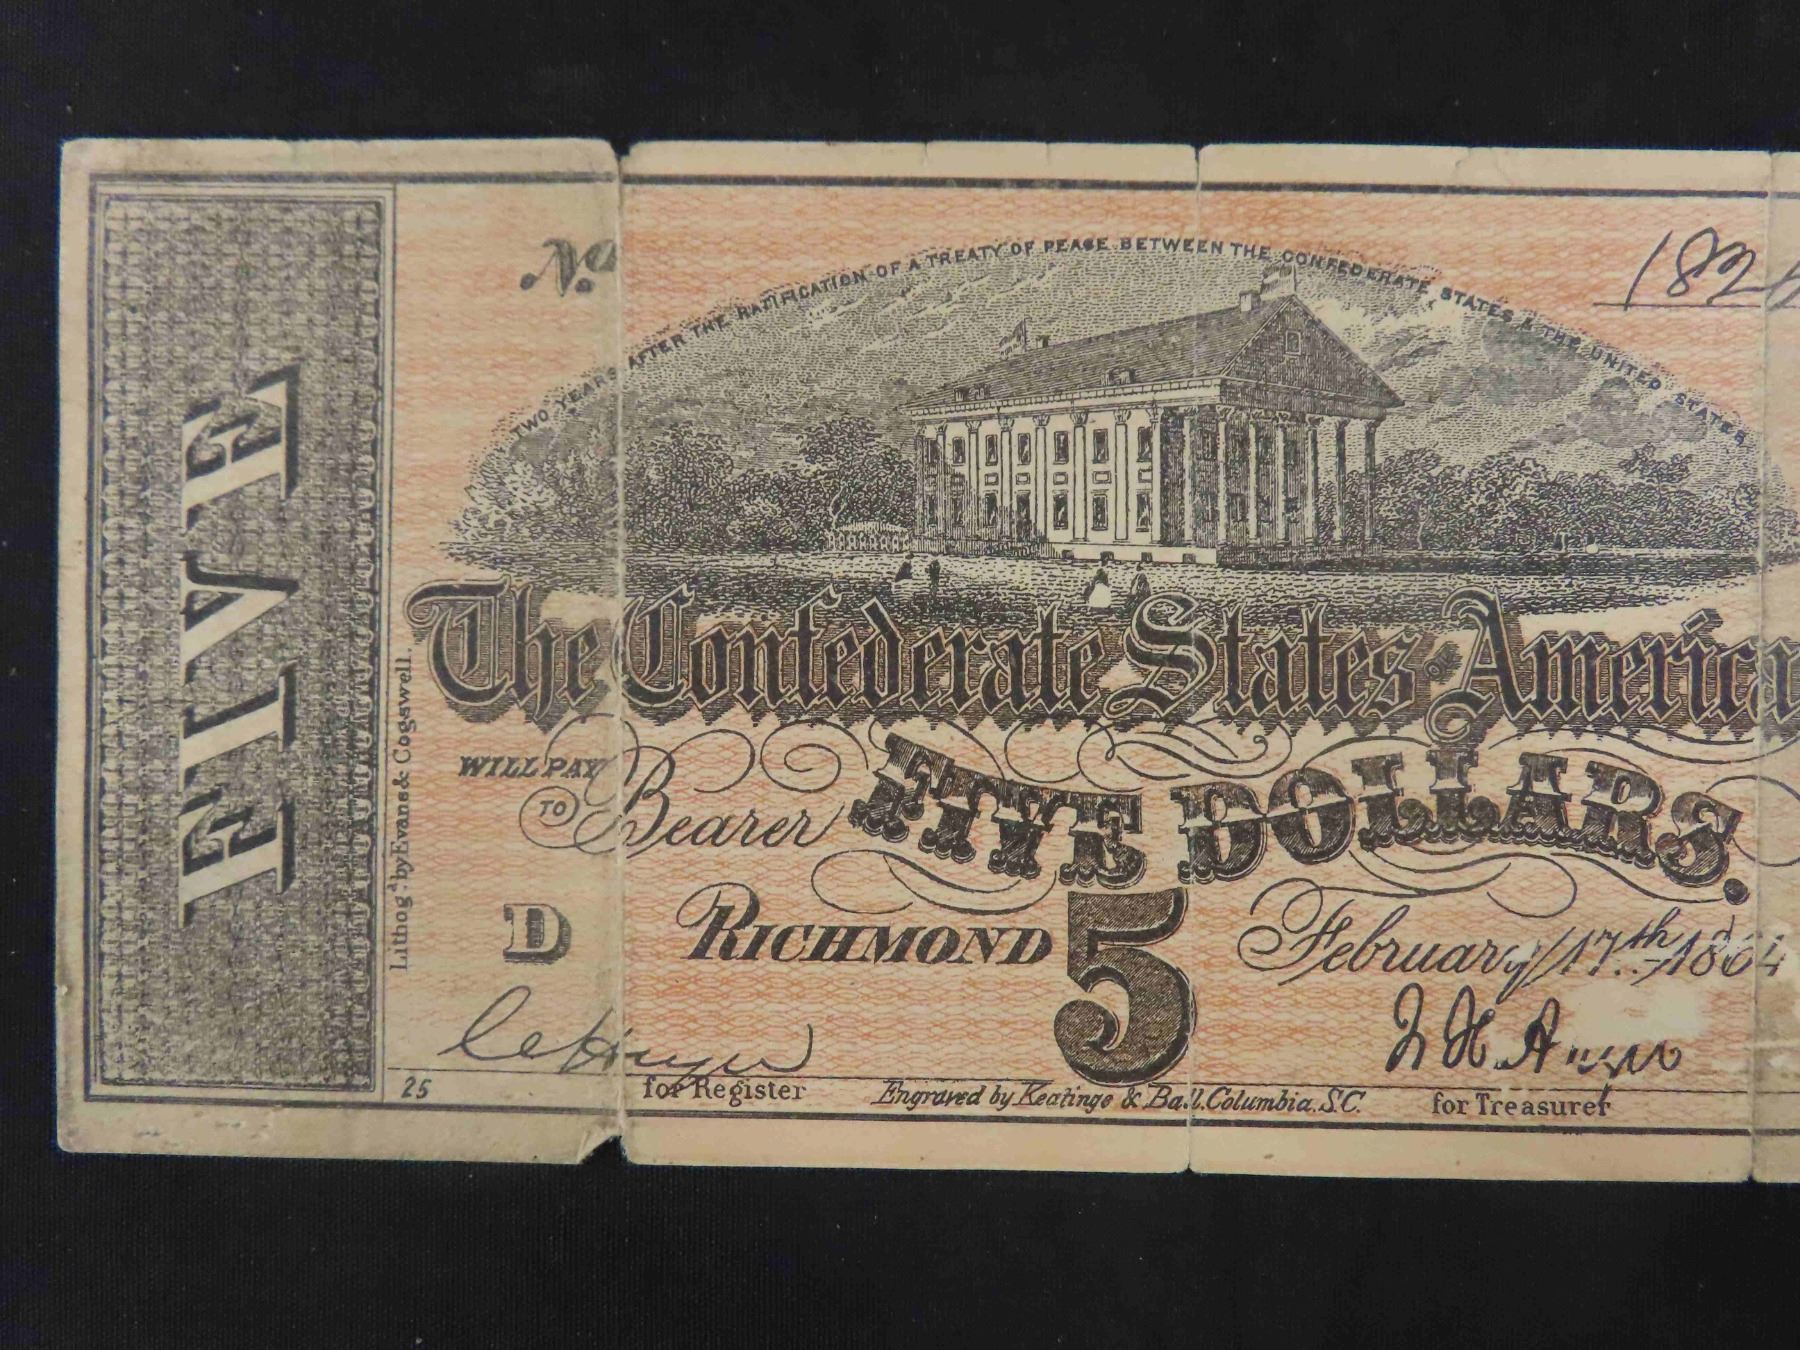 FIVE
No
182
TWO YEARS AFTER THE RATIFICATION OF A TREATY OF PEACE BETWEEN THE CONFEDERATE STATES & THE UNITED STATES
The Confederate States OF America
WILL PAY
TO Bearer
FIVE DOLLARS.
Lithog'd by Evans & Cogswell.
D
RICHMOND 5 February 17th 1864
25
for Register
Engraved by Keatinge & Ball, Columbia, S.C.
for Treasurer